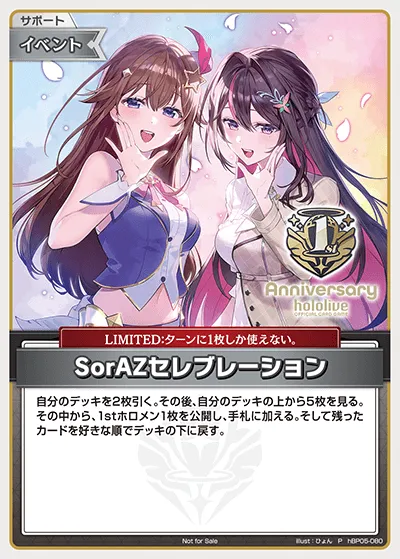 サポート
イベント
1ST
Anniversary
hololive
OFFICIAL CARD GAME
LIMITED:ターンに1枚しか使えない。
SorAZセレブレーション
自分のデッキを2枚引く。その後、自分のデッキの上から5枚を見る。
その中から、1stホロメン1枚を公開し、手札に加える。そして残った
カードを好きな順でデッキの下に戻す。
Not for Sale
illust：ひょん P hBP05-080